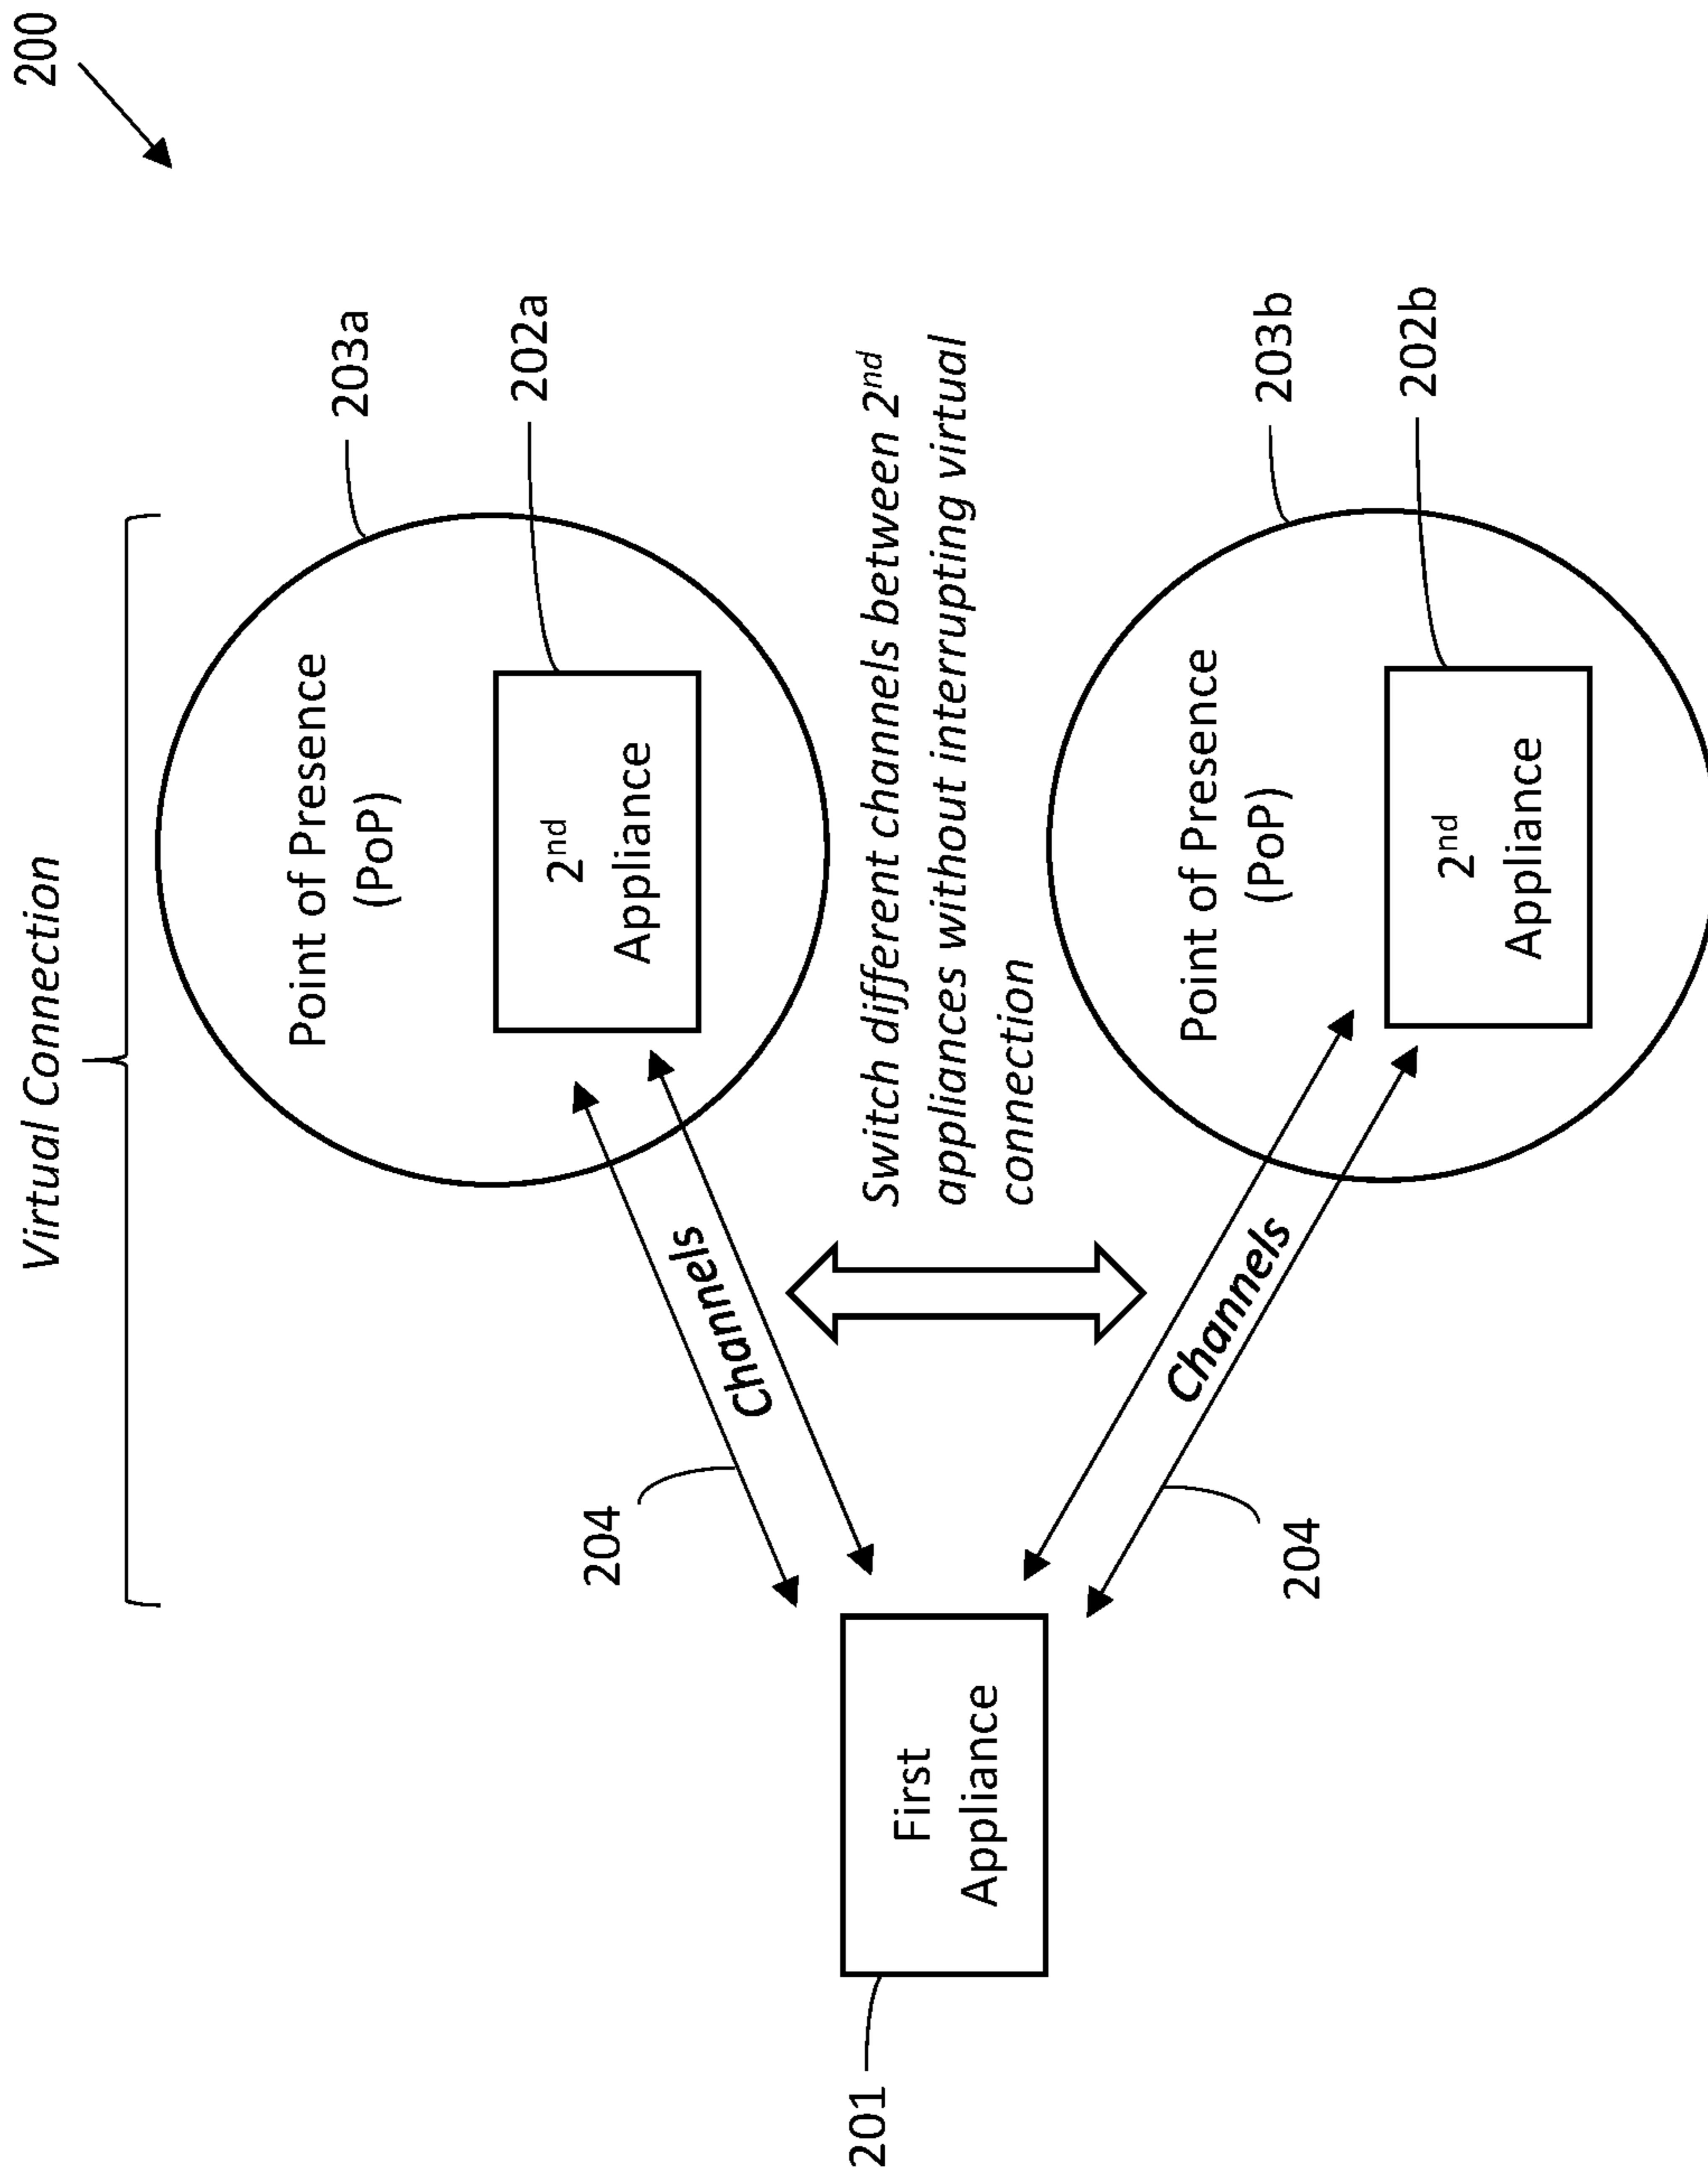 200
Virtual Connection
203a
Point of Presence
(PoP)
202a
2nd
Appliance
204
Channels
Switch different channels between 2nd
appliances without interrupting virtual
connection
201
First
Appliance
203b
Point of Presence
(PoP)
202b
2nd
Appliance
Channels
204